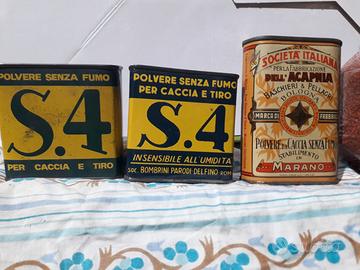 POLVERE SENZA FUMO
S.4
PER CACCIA E TIRO
POLVERE SENZA FUMO
PER CACCIA E TIRO
S.4
INSENSIBILE ALL'UMIDITÀ
SOC. BOMBRINI PARODI DELFINO ROMA
SOCIETÀ ITALIANA
PER LA FABBRICAZIONE
DELL'ACAPNIA
BASCHIERI & PELLAGRI
BOLOGNA
MARCA DI FABBRICA
POLVERE DA CACCIA SENZA FUMO
STABILIMENTO
IN
MARANO